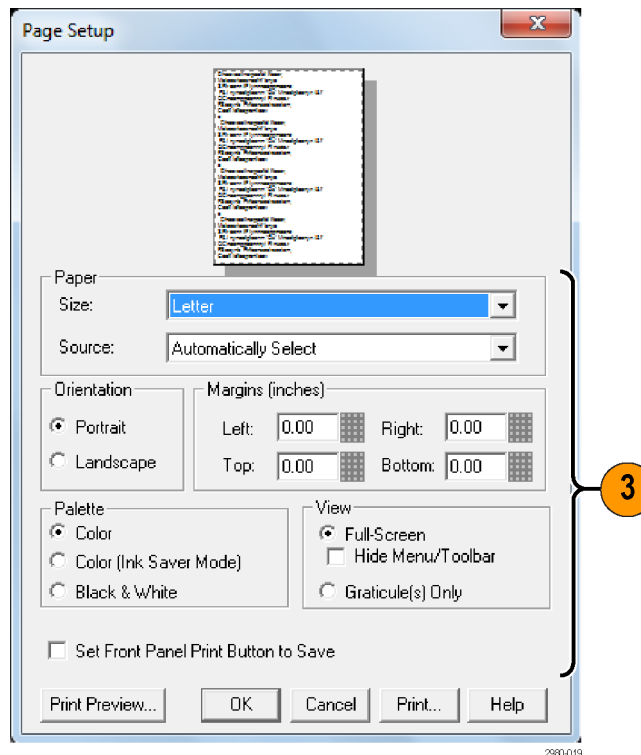 Page Setup
Paper
Size: Letter
Source: Automatically Select
Orientation
Portrait
Landscape
Margins (inches)
Left: 0.00 Right: 0.00
Top: 0.00 Bottom: 0.00
Palette
Color
Color (Ink Saver Mode)
Black & White
View
Full-Screen
Hide Menu/Toolbar
Graticule(s) Only
3
Set Front Panel Print Button to Save
Print Preview... OK Cancel Print... Help
2980-019